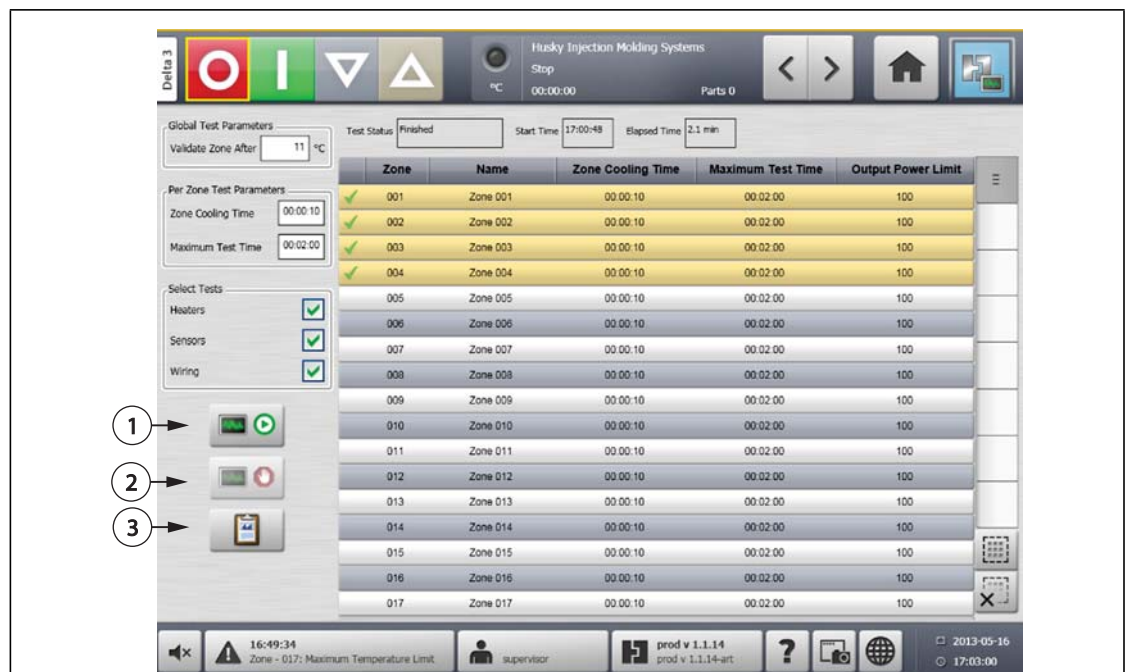 Delta 3
Husky Injection Molding Systems
Stop
°C
00:00:00
Parts 0
Global Test Parameters
Validate Zone After 11 °C
Test Status Finished
Start Time 17:00:48
Elapsed Time 2.1 min
Per Zone Test Parameters
Zone Cooling Time 00:00:10
Maximum Test Time 00:02:00
Select Tests
Heaters
Sensors
Wiring
1
2
3
Zone Name Zone Cooling Time Maximum Test Time Output Power Limit
001 Zone 001 00:00:10 00:02:00 100
002 Zone 002 00:00:10 00:02:00 100
003 Zone 003 00:00:10 00:02:00 100
004 Zone 004 00:00:10 00:02:00 100
005 Zone 005 00:00:10 00:02:00 100
006 Zone 006 00:00:10 00:02:00 100
007 Zone 007 00:00:10 00:02:00 100
008 Zone 008 00:00:10 00:02:00 100
009 Zone 009 00:00:10 00:02:00 100
010 Zone 010 00:00:10 00:02:00 100
011 Zone 011 00:00:10 00:02:00 100
012 Zone 012 00:00:10 00:02:00 100
013 Zone 013 00:00:10 00:02:00 100
014 Zone 014 00:00:10 00:02:00 100
015 Zone 015 00:00:10 00:02:00 100
016 Zone 016 00:00:10 00:02:00 100
017 Zone 017 00:00:10 00:02:00 100
16:49:34
Zone - 017: Maximum Temperature Limit
supervisor
prod v 1.1.14
prod v 1.1.14-art
?
2013-05-16
17:03:00